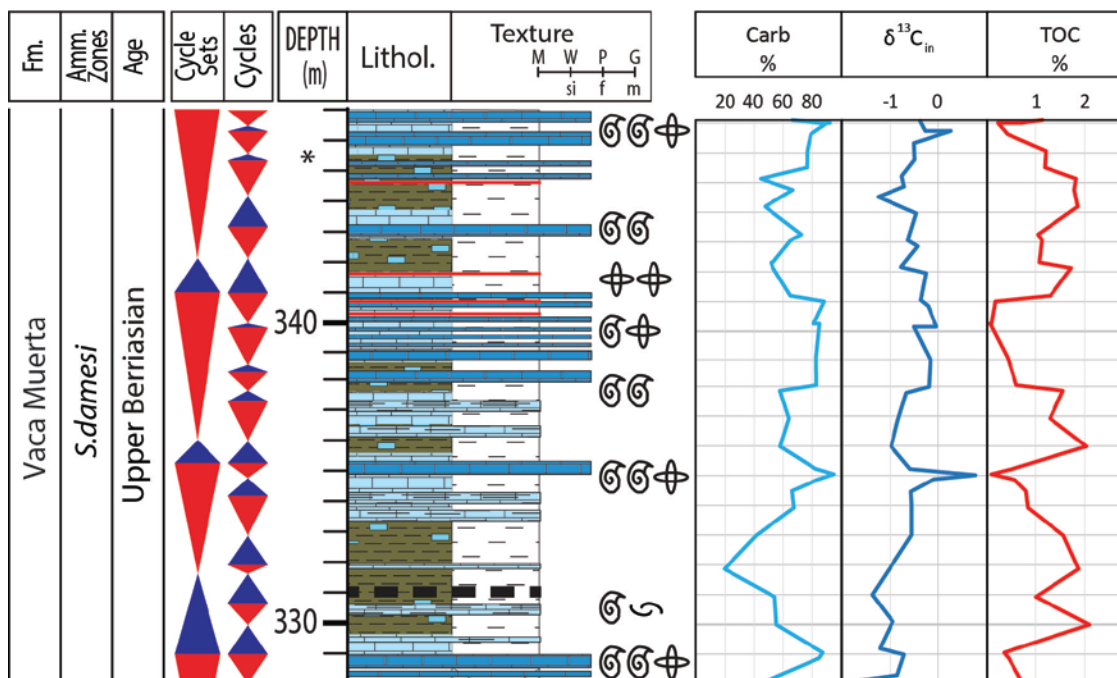 Fm.
Amm. Zones
Age
Cycle Sets
Cycles
DEPTH (m)
Lithol.
Texture
M W P G
si f m
Carb
%
δ13Cin
TOC
%
20 40 60 80
-1 0
1 2
Vaca Muerta
S.damesi
Upper Berriasian
*
340
330